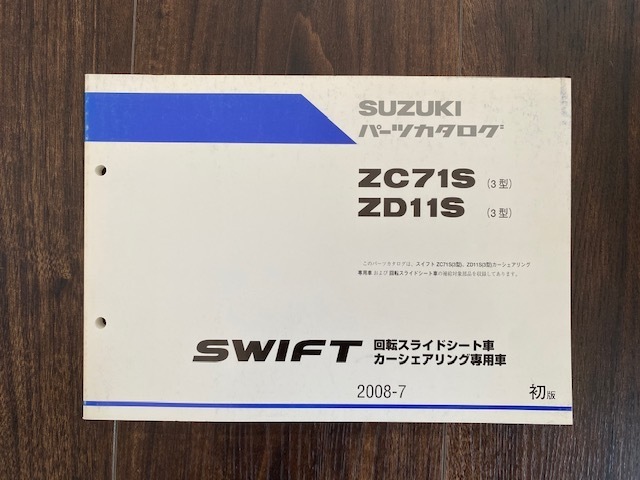 SUZUKI
パーツカタログ
ZC71S (3型)
ZD11S (3型)
このパーツカタログは、スイフト ZC71S(3型)、ZD11S(3型)カーシェアリング
専用車 および 回転スライドシート車の補給対象部品を収録してあります。
SWIFT 回転スライドシート車
カーシェアリング専用車
2008-7 初版